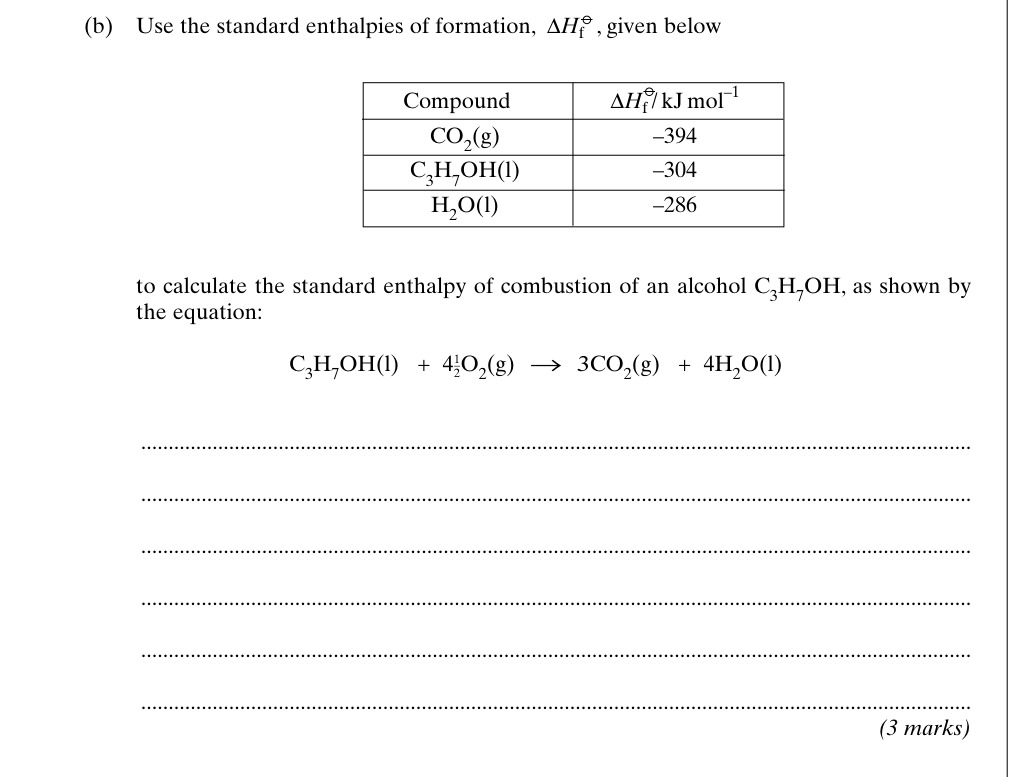 (b) Use the standard enthalpies of formation, ΔH_f^⦵, given below
Compound ΔH_f^⦵/ kJ mol⁻¹
CO₂(g) –394
C₃H₇OH(l) –304
H₂O(l) –286
to calculate the standard enthalpy of combustion of an alcohol C₃H₇OH, as shown by
the equation:
C₃H₇OH(l) + 4½O₂(g) ⟶ 3CO₂(g) + 4H₂O(l)
(3 marks)